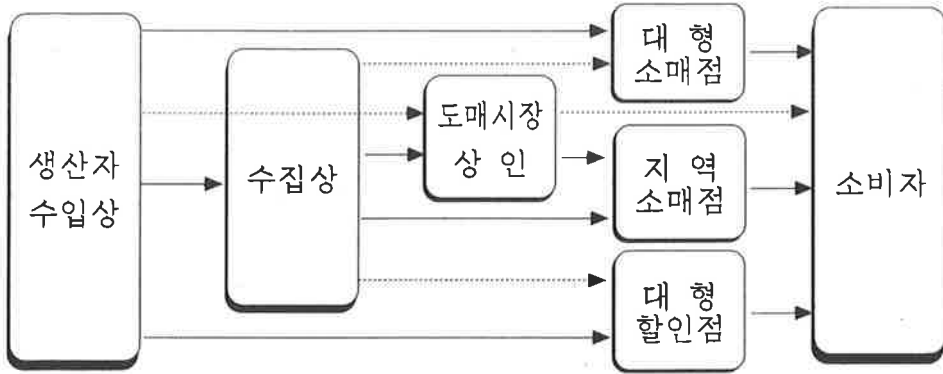 생산자
수입상
수집상
도매시장
상 인
대 형
소매점
지 역
소매점
대 형
할인점
소비자